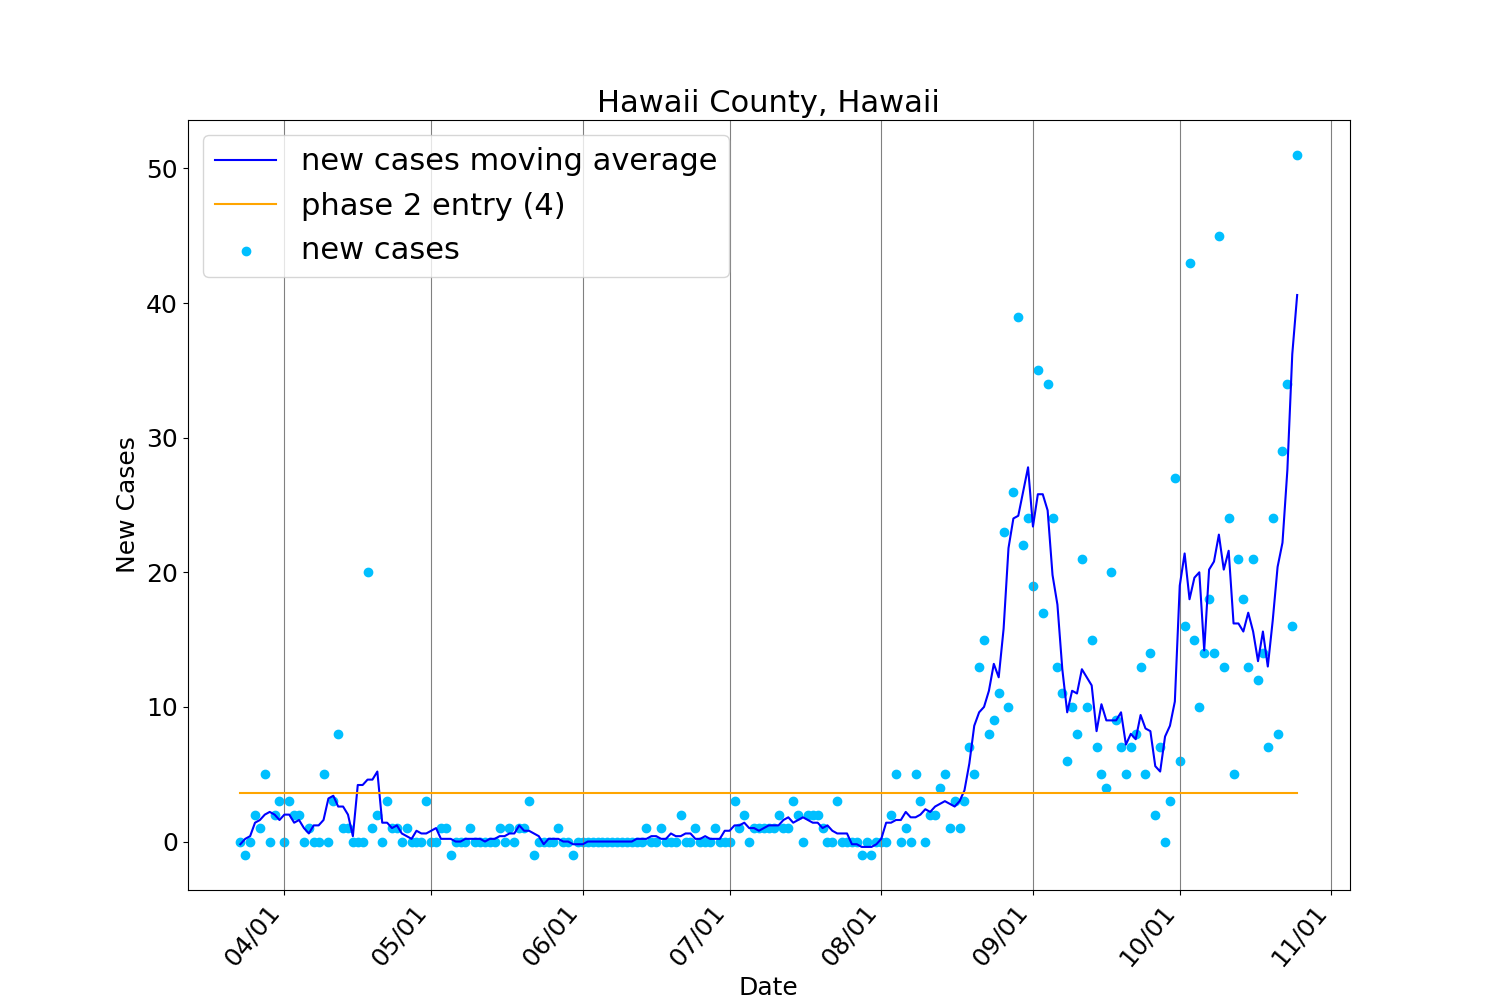 Hawaii County, Hawaii
new cases moving average
phase 2 entry (4)
new cases
50
40
30
20
10
0
New Cases
04/01
05/01
06/01
07/01
08/01
09/01
10/01
11/01
Date